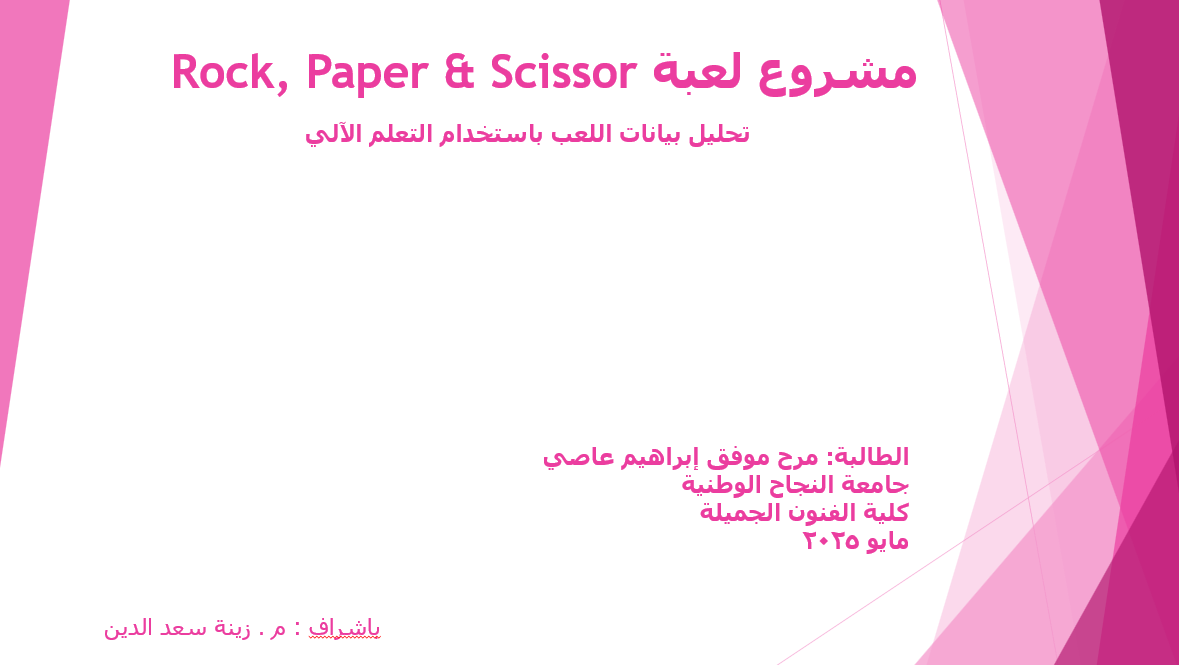 مشروع لعبة Rock, Paper & Scissor
تحليل بيانات اللعب باستخدام التعلم الآلي
الطالبة: مرح موفق إبراهيم عاصي
جامعة النجاح الوطنية
كلية الفنون الجميلة
مايو ٢٠٢٥
باشراف : م . زينة سعد الدين